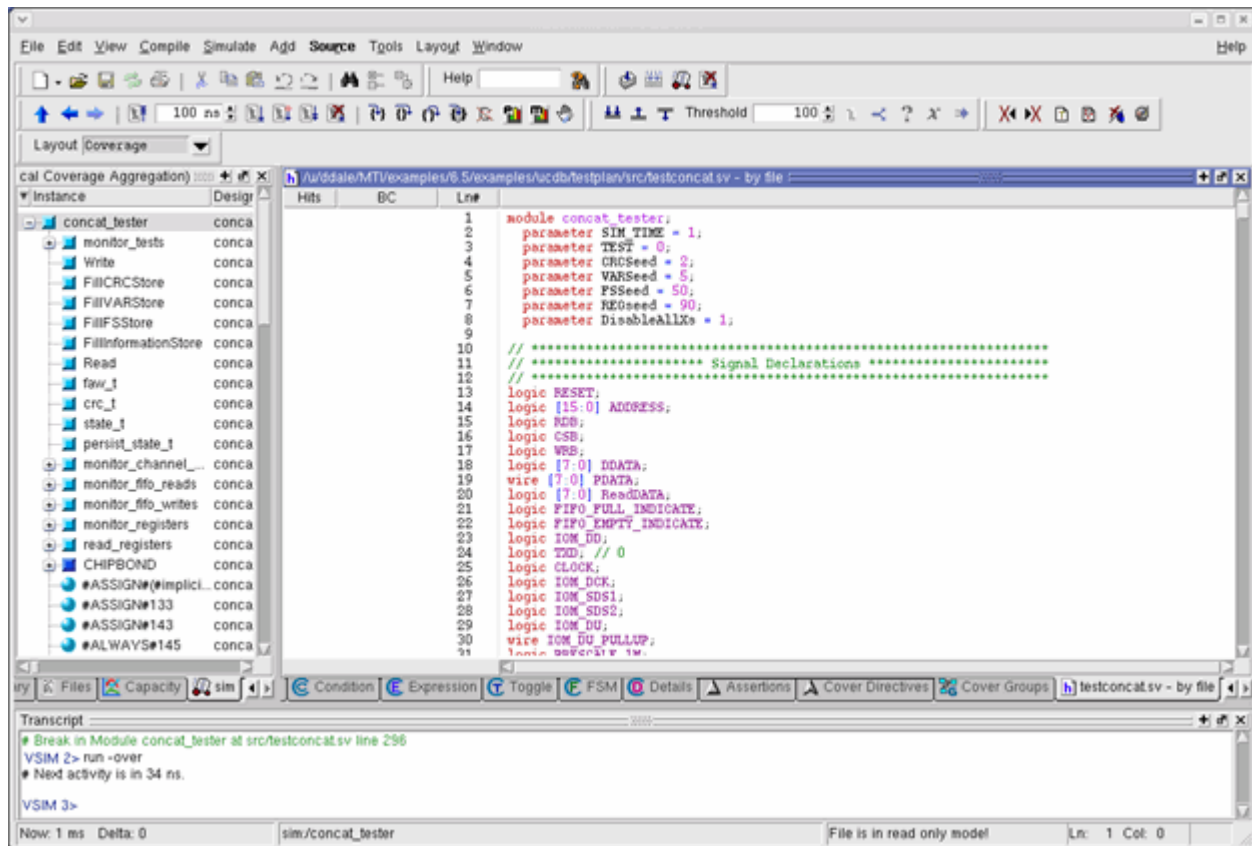 File Edit View Compile Simulate Add Source Tools Layout Window Help
Help
100 ns Threshold 100
Layout Coverage
cal Coverage Aggregation)
/u/ddale/MTI/examples/6.5/examples/ucdb/testplan/src/testconcat.sv - by file
Instance Desigr
Hits BC Ln#
concat_tester conca
monitor_tests conca
Write conca
FillCRCStore conca
FillVARStore conca
FillFSStore conca
FillInformationStore conca
Read conca
faw_t conca
crc_t conca
state_t conca
persist_state_t conca
monitor_channel_... conca
monitor_fifo_reads conca
monitor_fifo_writes conca
monitor_registers conca
read_registers conca
CHIPBOND conca
#ASSIGN#(#implici... conca
#ASSIGN#133 conca
#ASSIGN#143 conca
#ALWAYS#145 conca
1 module concat_tester;
2 parameter SIM_TIME = 1;
3 parameter TEST = 0;
4 parameter CRCSeed = 2;
5 parameter VARSeed = 5;
6 parameter FSSeed = 50;
7 parameter REGseed = 90;
8 parameter DisableAllXs = 1;
9
10 // ******************************************************************
11 // ********************** Signal Declarations ***********************
12 // ******************************************************************
13 logic RESET;
14 logic [15:0] ADDRESS;
15 logic RDB;
16 logic CSB;
17 logic WRB;
18 logic [7:0] DDATA;
19 wire [7:0] PDATA;
20 logic [7:0] ReadDATA;
21 logic FIFO_FULL_INDICATE;
22 logic FIFO_EMPTY_INDICATE;
23 logic IOM_DD;
24 logic TXD; // 0
25 logic CLOCK;
26 logic IOM_DCK;
27 logic IOM_SDS1;
28 logic IOM_SDS2;
29 logic IOM_DU;
30 wire IOM_DU_PULLUP;
31 logic PRESCALE_1M;
ry Files Capacity sim
Condition Expression Toggle FSM Details Assertions Cover Directives Cover Groups testconcat.sv - by file
Transcript
# Break in Module concat_tester at src/testconcat.sv line 296
VSIM 2> run -over
# Next activity is in 34 ns.
VSIM 3>
Now: 1 ms Delta: 0 sim:/concat_tester File is in read only mode! Ln: 1 Col: 0